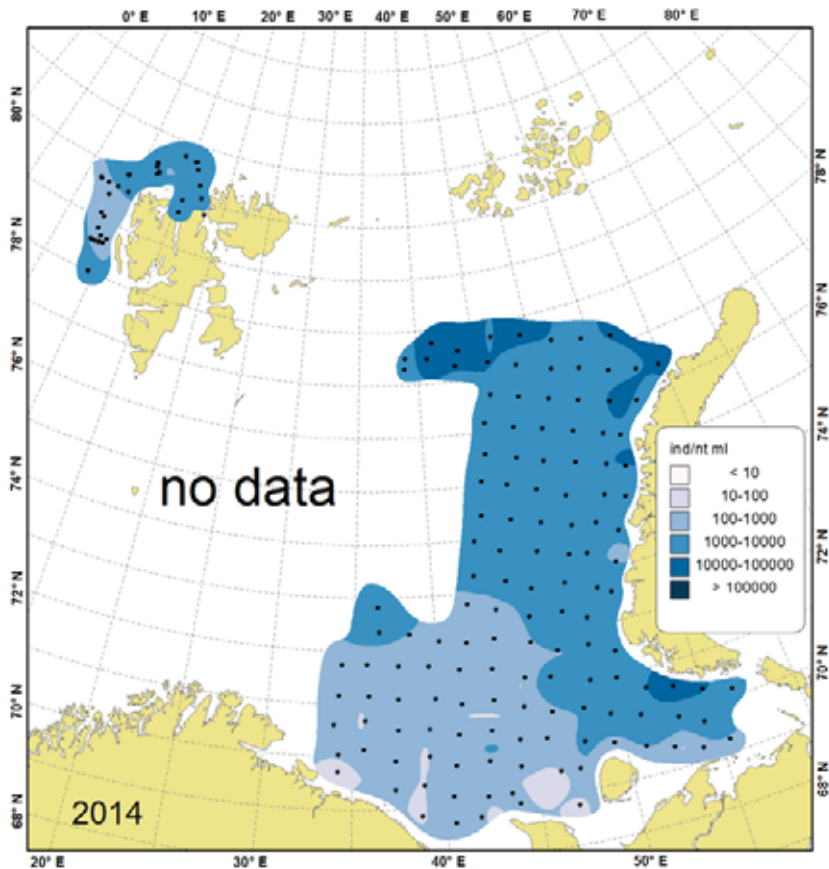 0° E 10° E 20° E 30° E 40° E 50° E 60° E 70° E 80° E
80° N
78° N
76° N
74° N
72° N
70° N
68° N
78° N
76° N
74° N
72° N
70° N
68° N
no data
ind/nt ml
< 10
10-100
100-1000
1000-10000
10000-100000
> 100000
2014
20° E 30° E 40° E 50° E